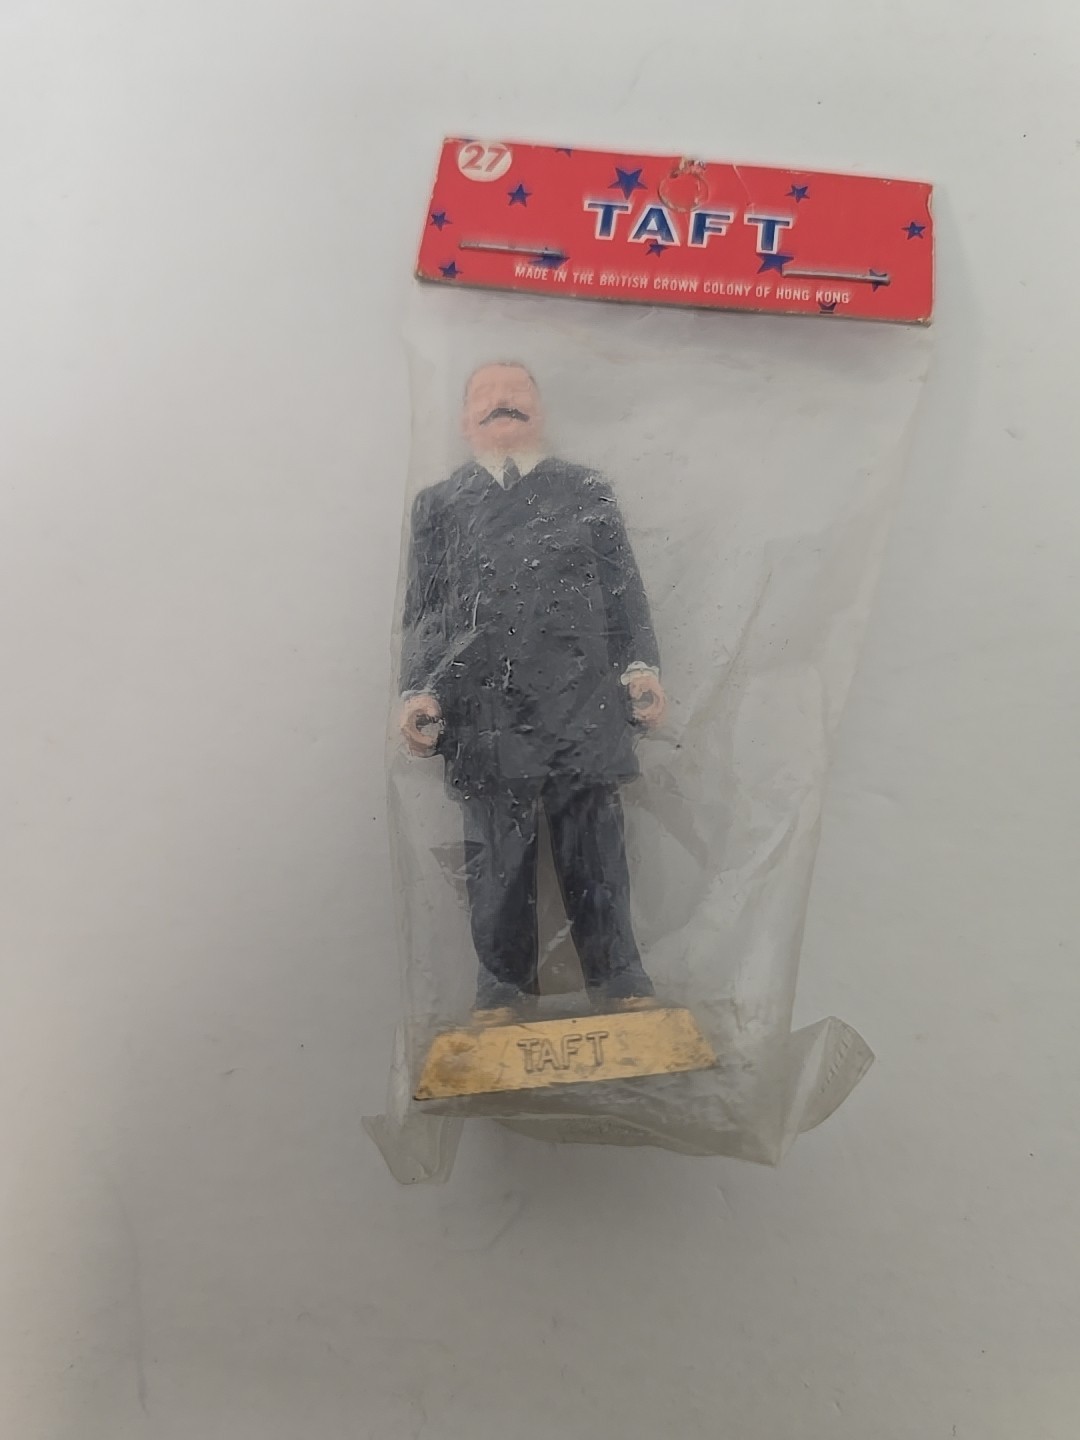 27
TAFT
MADE IN THE BRITISH CROWN COLONY OF HONG KONG
TAFT